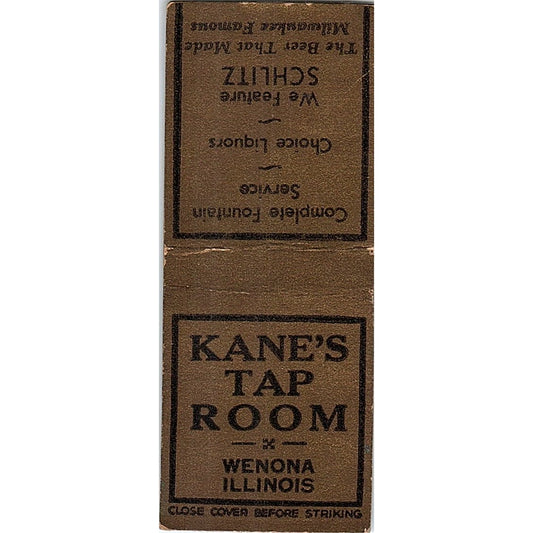 Complete Fountain
Service
Choice Liquors
We Feature
SCHLITZ
The Beer That Made
Milwaukee Famous
KANE'S
TAP
ROOM
WENONA
ILLINOIS
CLOSE COVER BEFORE STRIKING